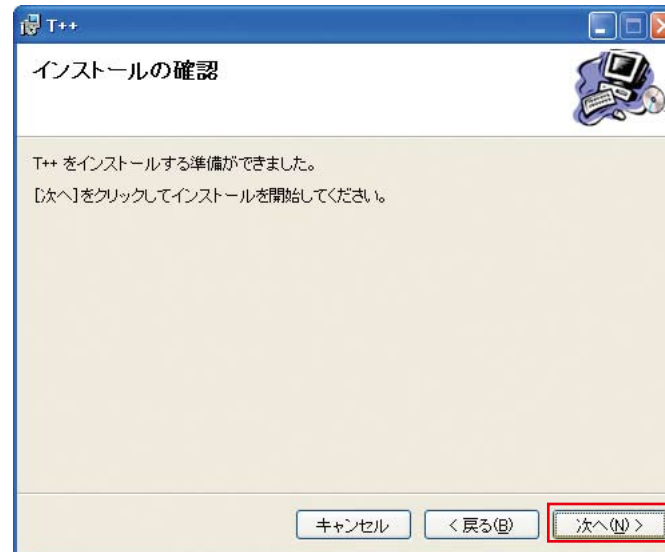 T++
インストールの確認
T++ をインストールする準備ができました。
[次へ]をクリックしてインストールを開始してください。
キャンセル
< 戻る(B)
次へ(N) >